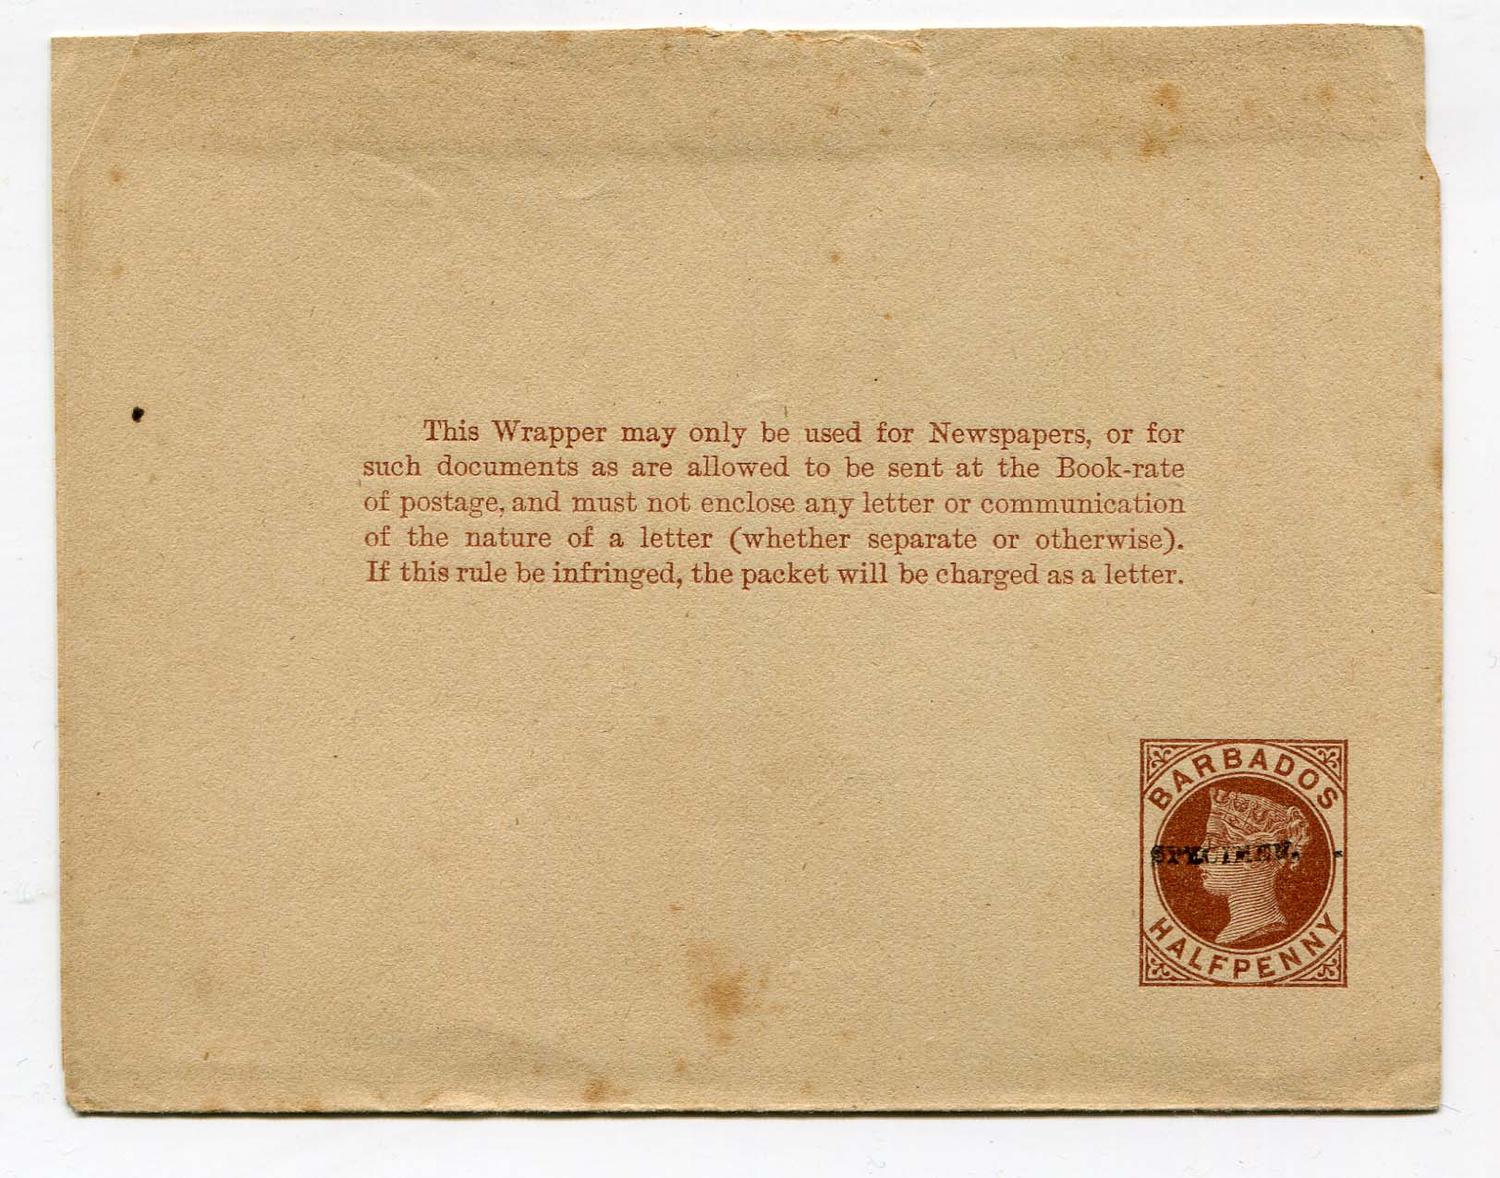 This Wrapper may only be used for Newspapers, or for
such documents as are allowed to be sent at the Book-rate
of postage, and must not enclose any letter or communication
of the nature of a letter (whether separate or otherwise).
If this rule be infringed, the packet will be charged as a letter.
BARBADOS
SPECIMEN.
HALFPENNY